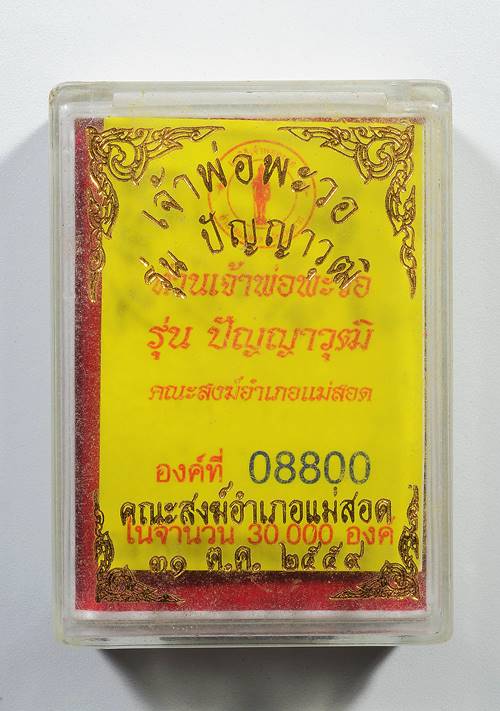 เจ้าพ่อพะวอ
รุ่น ปัญญาวุฒิ
ท่านเจ้าพ่อพะวอ
รุ่น ปัญญาวุฒิ
คณะสงฆ์อำเภอแม่สอด
องค์ที่ 08800
คณะสงฆ์อำเภอแม่สอด
ในจำนวน 30,000 องค์
๓๑ ต.ค. ๒๕๕๙